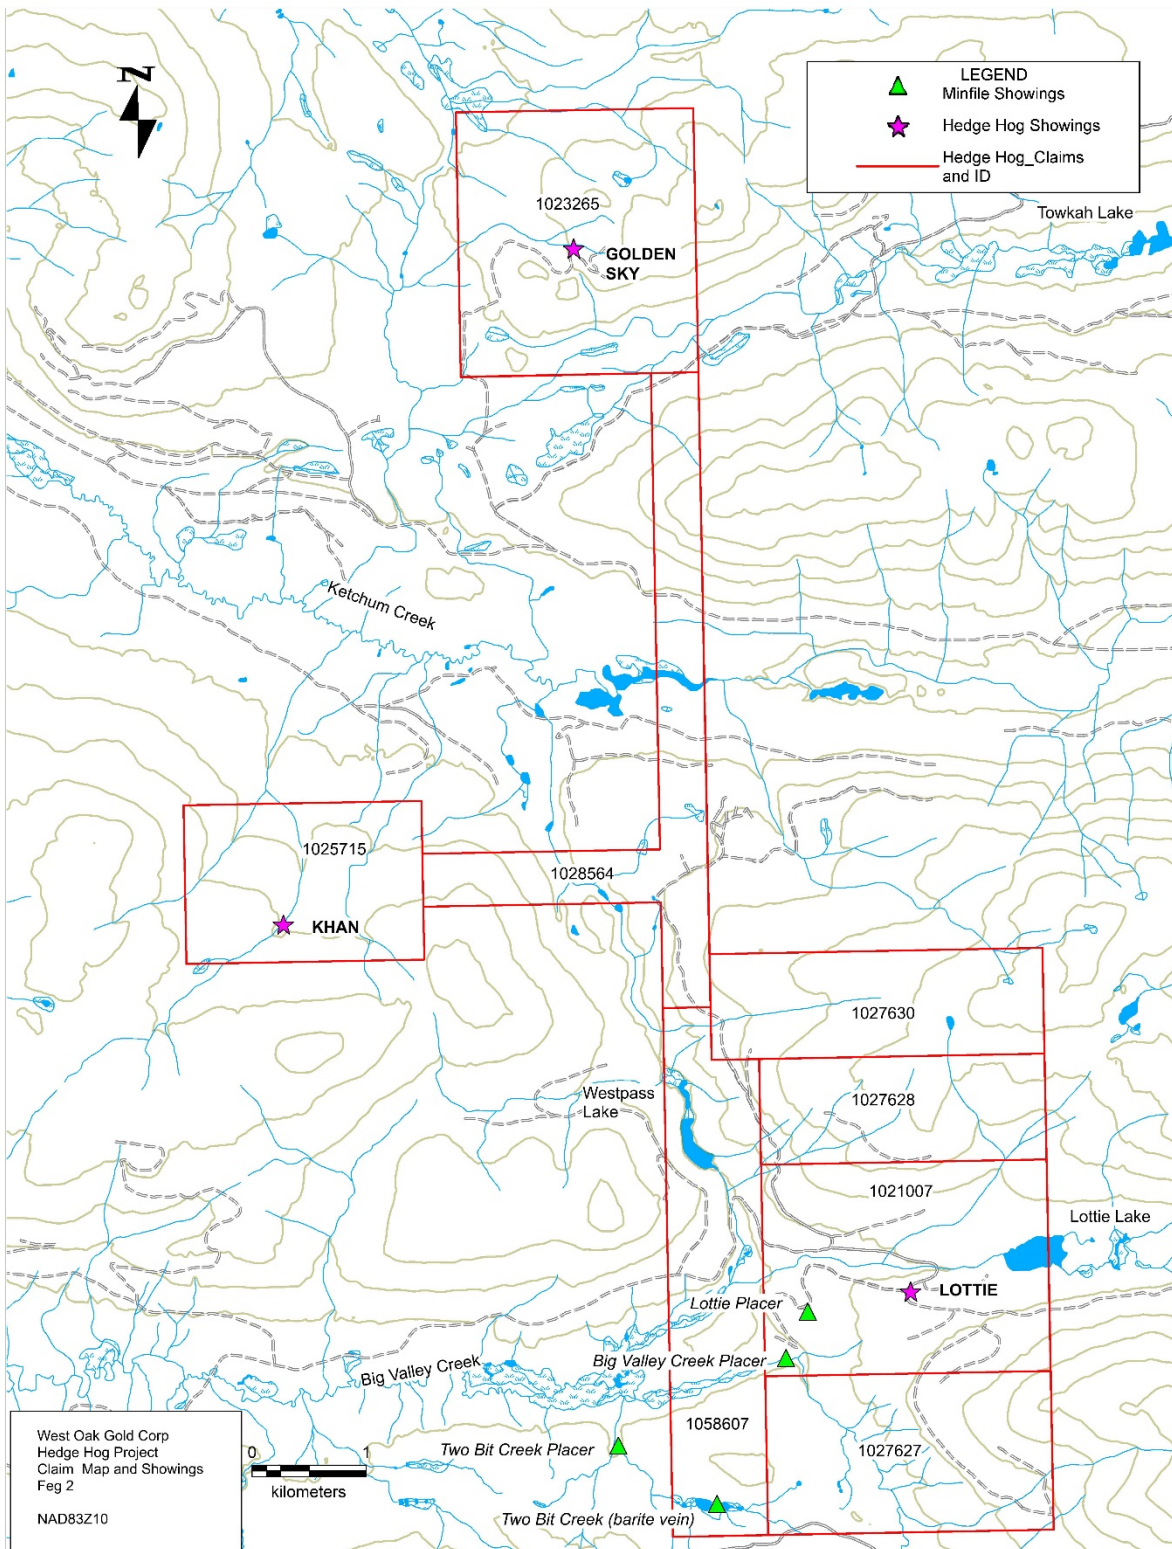 N
LEGEND
Minfile Showings
Hedge Hog Showings
Hedge Hog_Claims
and ID
1023265
Towkah Lake
GOLDEN
SKY
Ketchum Creek
1025715
1028564
KHAN
1027630
Westpass
Lake
1027628
1021007
Lottie Lake
LOTTIE
Lottie Placer
Big Valley Creek Placer
Big Valley Creek
1058607
1027627
Two Bit Creek Placer
Two Bit Creek (barite vein)
West Oak Gold Corp
Hedge Hog Project
Claim Map and Showings
Feg 2
NAD83Z10
0 1
kilometers